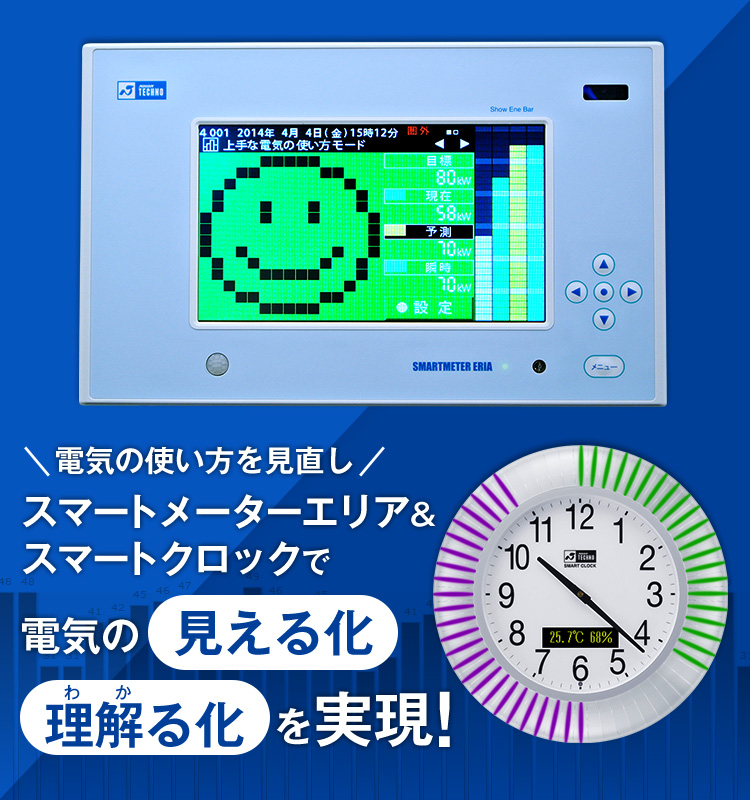 TECHNO
Show Ene Bar
4 001 2014年 4月 4日(金)15時12分 圏外
上手な電気の使い方モード
目標
80kW
現在
58kW
予測
70kW
瞬時
70kW
設定
SMARTMETER ERIA
メニュー
\ 電気の使い方を見直し /
スマートメーターエリア&
スマートクロックで
電気の 見える化
わ か
理解る化 を実現!
12
1
2
3
4
5
6
7
8
9
10
11
TECHNO
SMART CLOCK
25.7℃ 68%